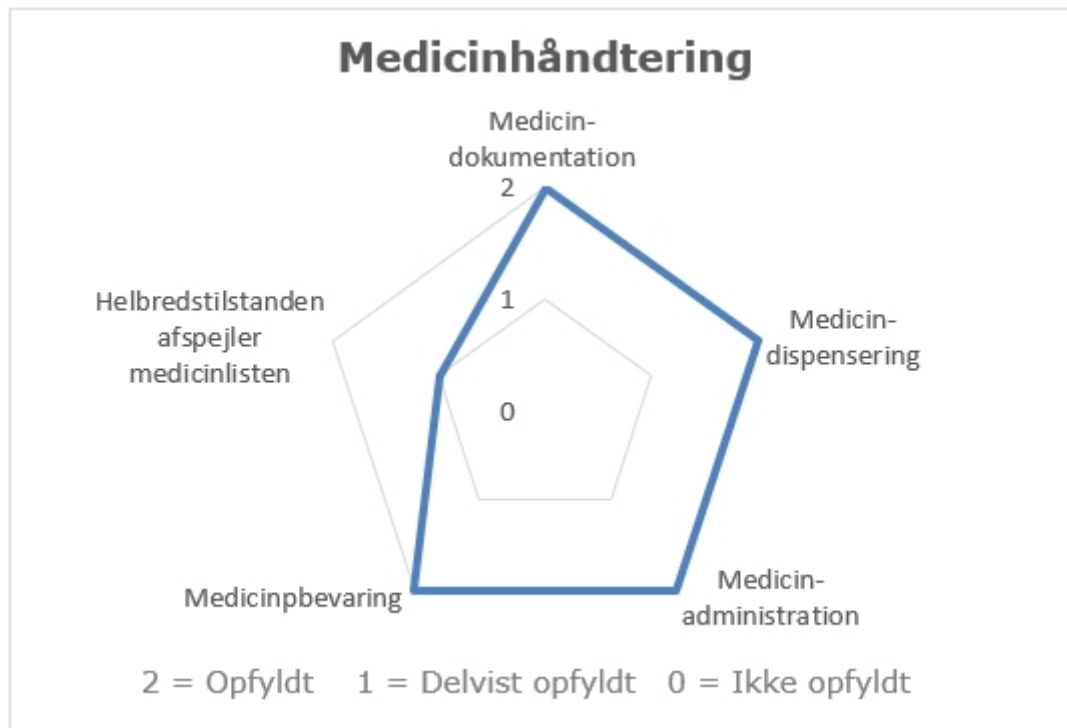 Medicinhåndtering
Medicin-
dokumentation
2
1
0
Medicin-
dispensering
Medicin-
administration
Medicinpbevaring
Helbredstilstanden
afspejler
medicinlisten
2 = Opfyldt 1 = Delvist opfyldt 0 = Ikke opfyldt